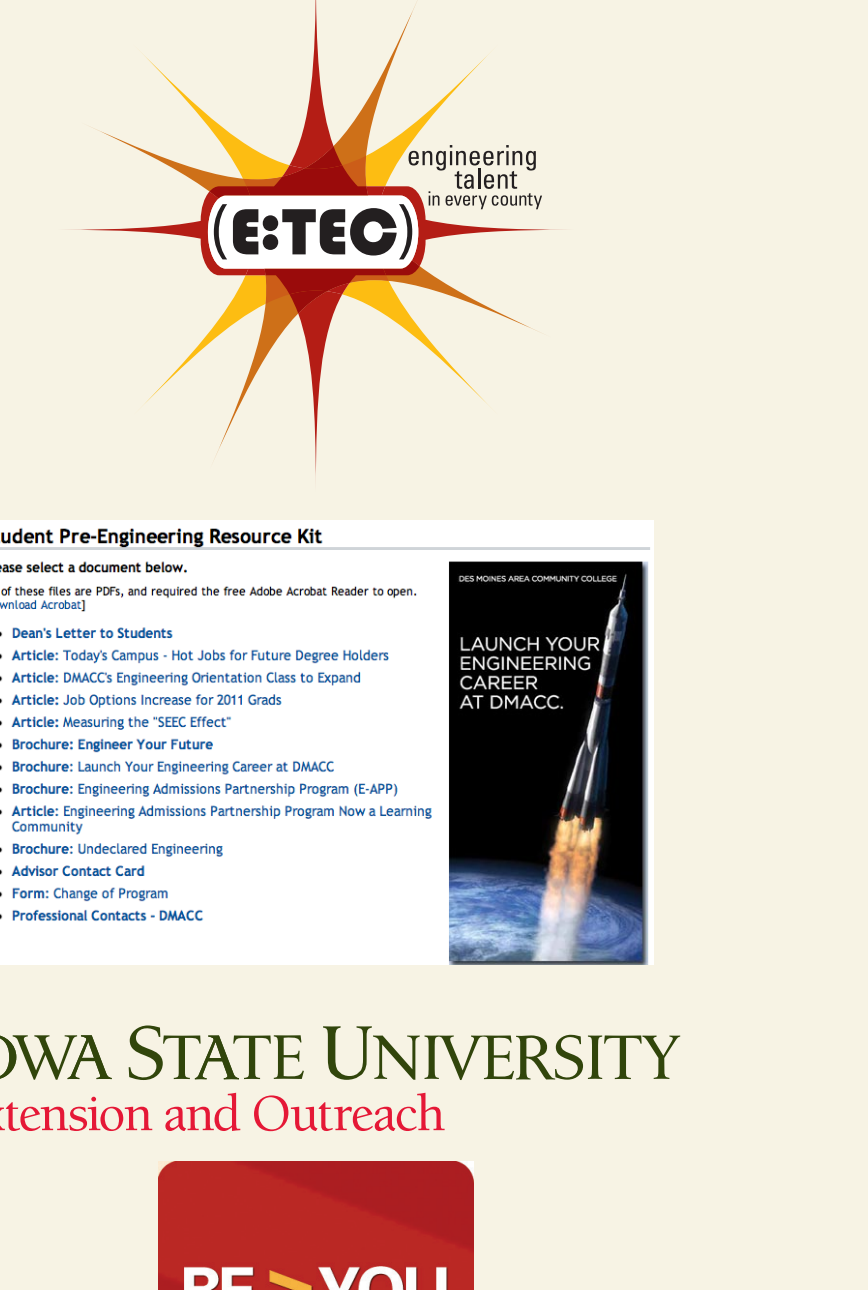 engineering
talent
in every county
(E:TEC)
udent Pre-Engineering Resource Kit
ease select a document below.
of these files are PDFs, and required the free Adobe Acrobat Reader to open.
wnload Acrobat]
Dean's Letter to Students
Article: Today's Campus - Hot Jobs for Future Degree Holders
Article: DMACC's Engineering Orientation Class to Expand
Article: Job Options Increase for 2011 Grads
Article: Measuring the "SEEC Effect"
Brochure: Engineer Your Future
Brochure: Launch Your Engineering Career at DMACC
Brochure: Engineering Admissions Partnership Program (E-APP)
Article: Engineering Admissions Partnership Program Now a Learning
Community
Brochure: Undeclared Engineering
Advisor Contact Card
Form: Change of Program
Professional Contacts - DMACC
DES MOINES AREA COMMUNITY COLLEGE
LAUNCH YOUR
ENGINEERING
CAREER
AT DMACC.
OWA STATE UNIVERSITY
xtension and Outreach
BE > YOU